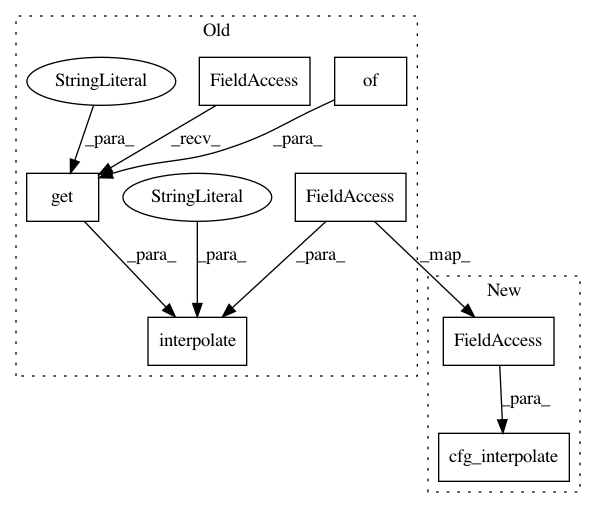 Old
StringLiteral
FieldAccess
of
_para_
_recv_
_para_
get
StringLiteral
FieldAccess
_para_
_para_
_para_
_map_
New
interpolate
FieldAccess
_para_
cfg_interpolate